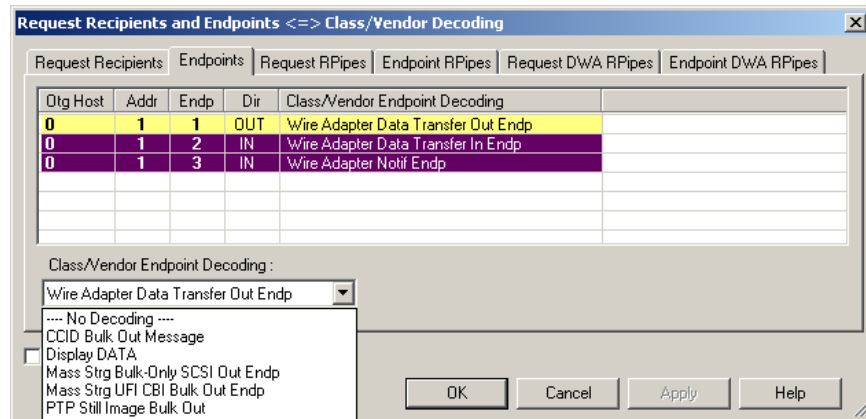 Request Recipients and Endpoints <=> Class/Vendor Decoding
Request Recipients Endpoints Request RPipes Endpoint RPipes Request DWA RPipes Endpoint DWA RPipes
Otg Host Addr Endp Dir Class/Vendor Endpoint Decoding
0 1 1 OUT Wire Adapter Data Transfer Out Endp
0 1 2 IN Wire Adapter Data Transfer In Endp
0 1 3 IN Wire Adapter Notif Endp
Class/Vendor Endpoint Decoding :
Wire Adapter Data Transfer Out Endp
---- No Decoding ----
CCID Bulk Out Message
Display DATA
Mass Strg Bulk-Only SCSI Out Endp
Mass Strg UFI CBI Bulk Out Endp
PTP Still Image Bulk Out
OK Cancel Apply Help